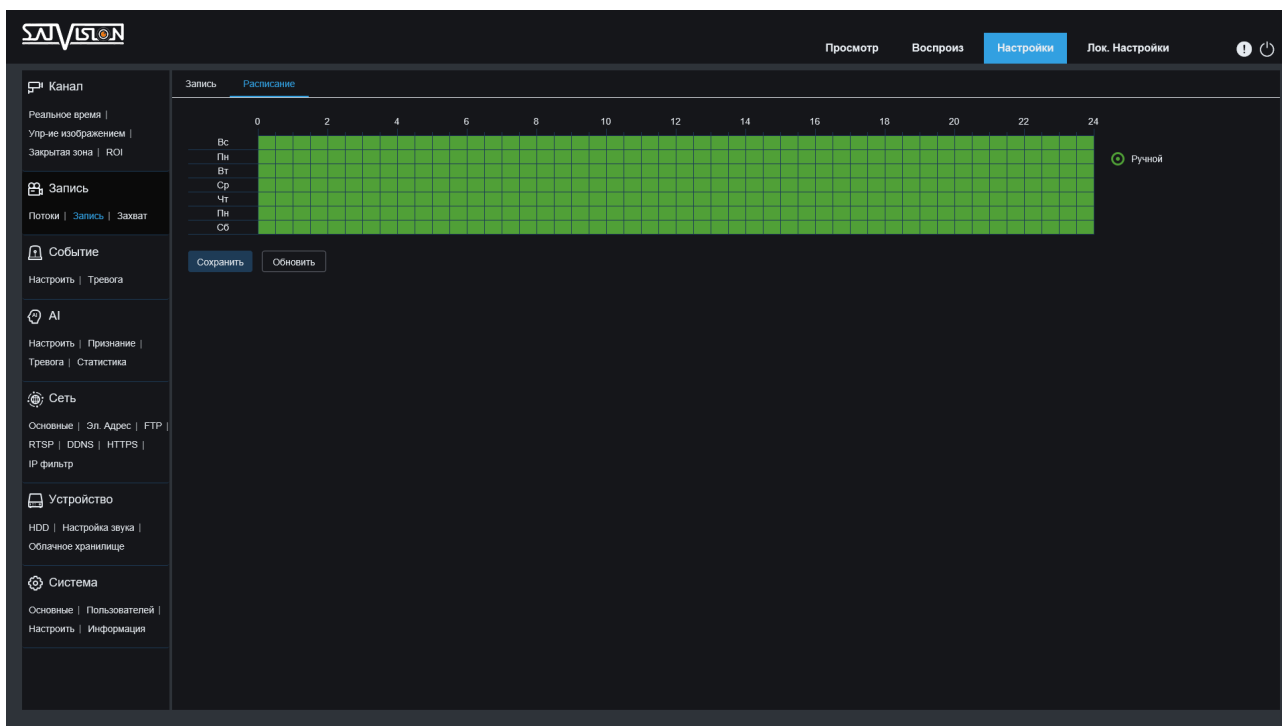 SATVISION
Просмотр Воспроиз Настройки Лок. Настройки
Канал
Реальное время |
Упр-ие изображением |
Закрытая зона | ROI
Запись
Потоки | Запись | Захват
Событие
Настроить | Тревога
AI
Настроить | Признание |
Тревога | Статистика
Сеть
Основные | Эл. Адрес | FTP |
RTSP | DDNS | HTTPS |
IP фильтр
Устройство
HDD | Настройка звука |
Облачное хранилище
Система
Основные | Пользователей |
Настроить | Информация
Запись Расписание
0 2 4 6 8 10 12 14 16 18 20 22 24
Вс
Пн
Вт
Ср
Чт
Пн
Сб
Ручной
Сохранить Обновить